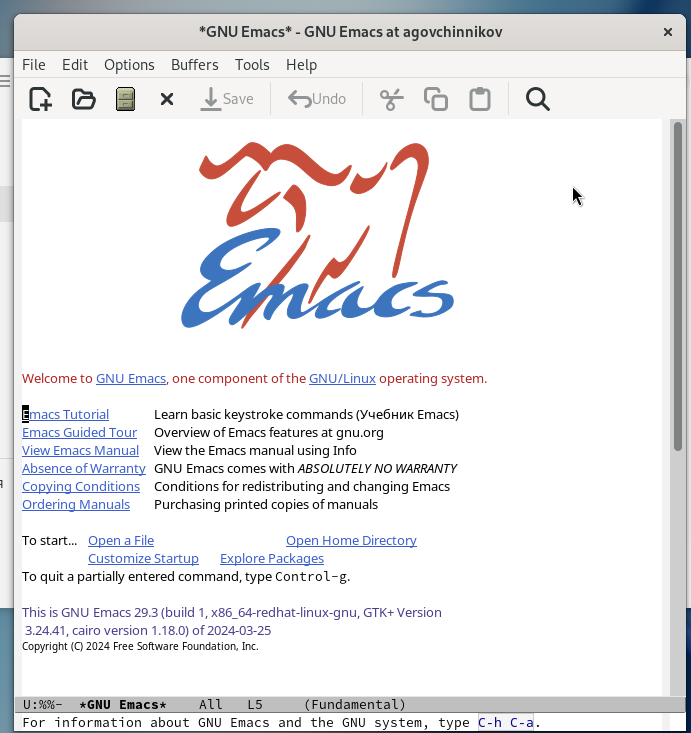 *GNU Emacs* - GNU Emacs at agovchinnikov
File Edit Options Buffers Tools Help
Save Undo
Emacs
Welcome to GNU Emacs, one component of the GNU/Linux operating system.
Emacs Tutorial Learn basic keystroke commands (Учебник Emacs)
Emacs Guided Tour Overview of Emacs features at gnu.org
View Emacs Manual View the Emacs manual using Info
Absence of Warranty GNU Emacs comes with ABSOLUTELY NO WARRANTY
Copying Conditions Conditions for redistributing and changing Emacs
Ordering Manuals Purchasing printed copies of manuals
To start... Open a File Open Home Directory
Customize Startup Explore Packages
To quit a partially entered command, type Control-g.
This is GNU Emacs 29.3 (build 1, x86_64-redhat-linux-gnu, GTK+ Version
3.24.41, cairo version 1.18.0) of 2024-03-25
Copyright (C) 2024 Free Software Foundation, Inc.
U:%%- *GNU Emacs* All L5 (Fundamental)
For information about GNU Emacs and the GNU system, type C-h C-a.